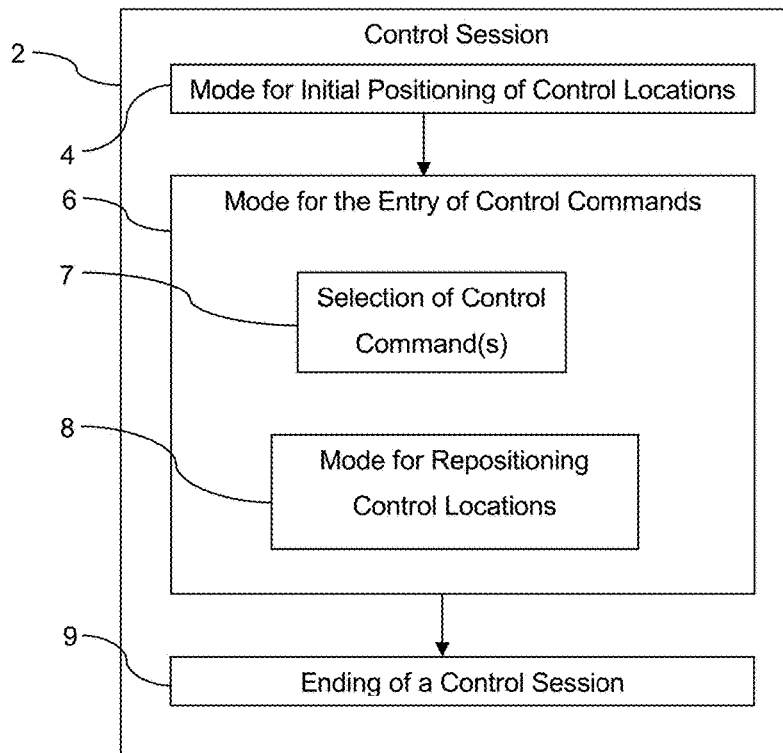 Control Session
2
Mode for Initial Positioning of Control Locations
4
6
Mode for the Entry of Control Commands
7
Selection of Control
Command(s)
8
Mode for Repositioning
Control Locations
9
Ending of a Control Session